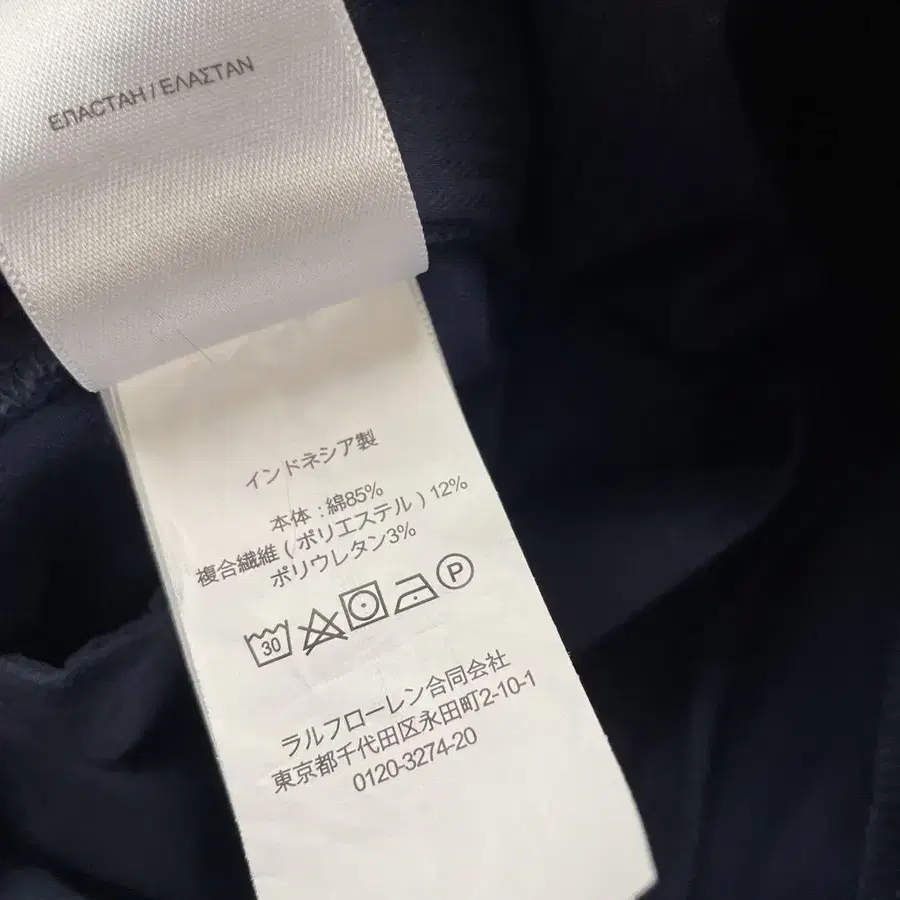 ЕПАСТАН / ΕΛΑΣΤΑΝ
インドネシア製
本体 : 綿85%
複合繊維 ( ポリエステル ) 12%
ポリウレタン3%
30
P
ラルフローレン合同会社
東京都千代田区永田町2-10-1
0120-3274-20